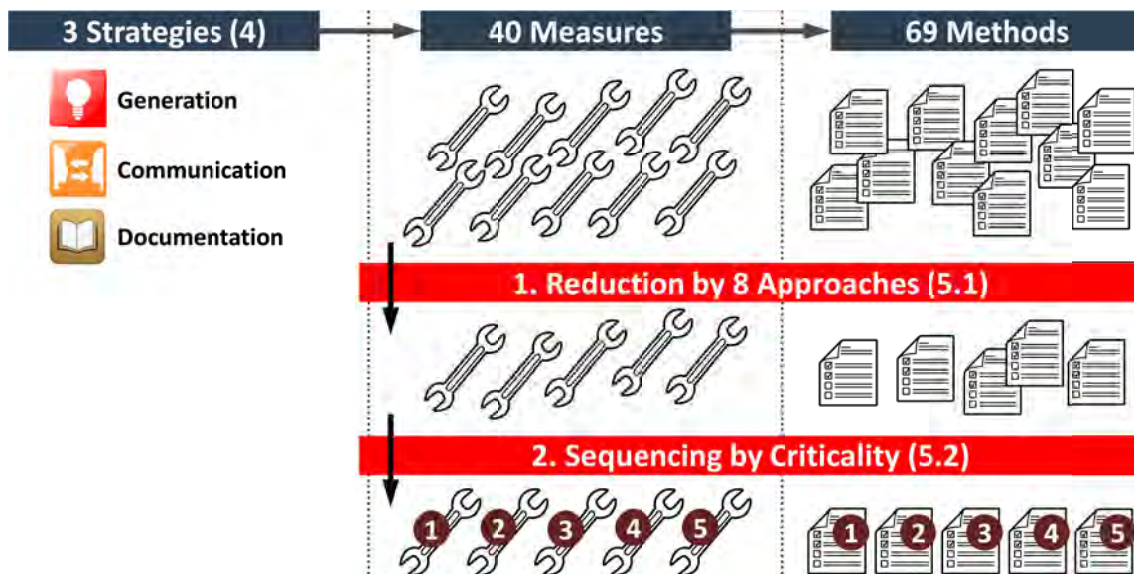 3 Strategies (4)
40 Measures
69 Methods
Generation
Communication
Documentation
1. Reduction by 8 Approaches (5.1)
2. Sequencing by Criticality (5.2)
1 2 3 4 5
1 2 3 4 5